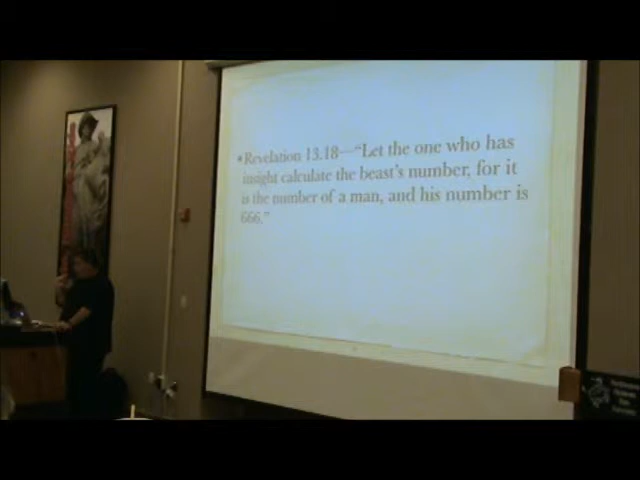 • Revelation 13.18—“Let the one who has
insight calculate the beast's number, for it
is the number of a man, and his number is
666.”